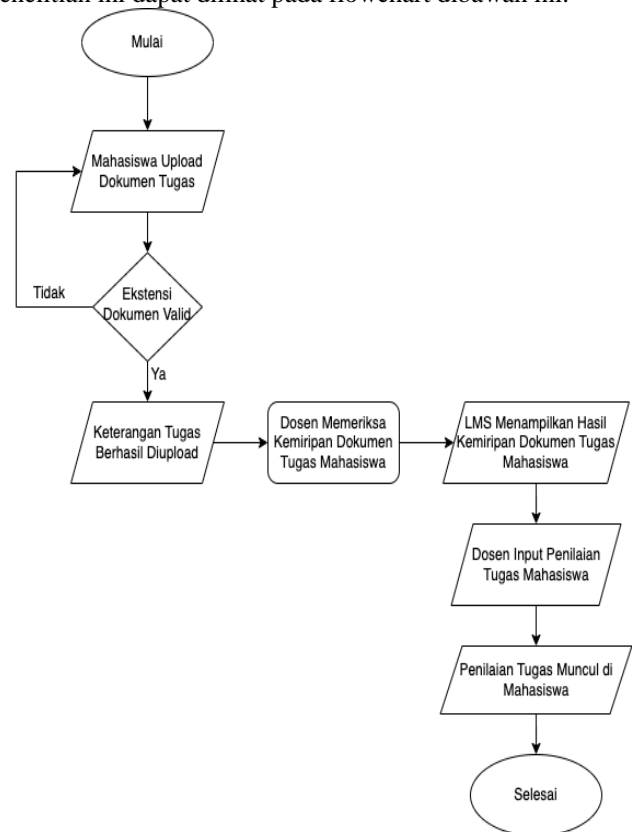 penelitian ini dapat dilihat pada flowchart dibawah ini.
Mulai
Mahasiswa Upload
Dokumen Tugas
Tidak
Ekstensi
Dokumen Valid
Ya
Keterangan Tugas
Berhasil Diupload
Dosen Memeriksa
Kemiripan Dokumen
Tugas Mahasiswa
LMS Menampilkan Hasil
Kemiripan Dokumen Tugas
Mahasiswa
Dosen Input Penilaian
Tugas Mahasiswa
Penilaian Tugas Muncul di
Mahasiswa
Selesai